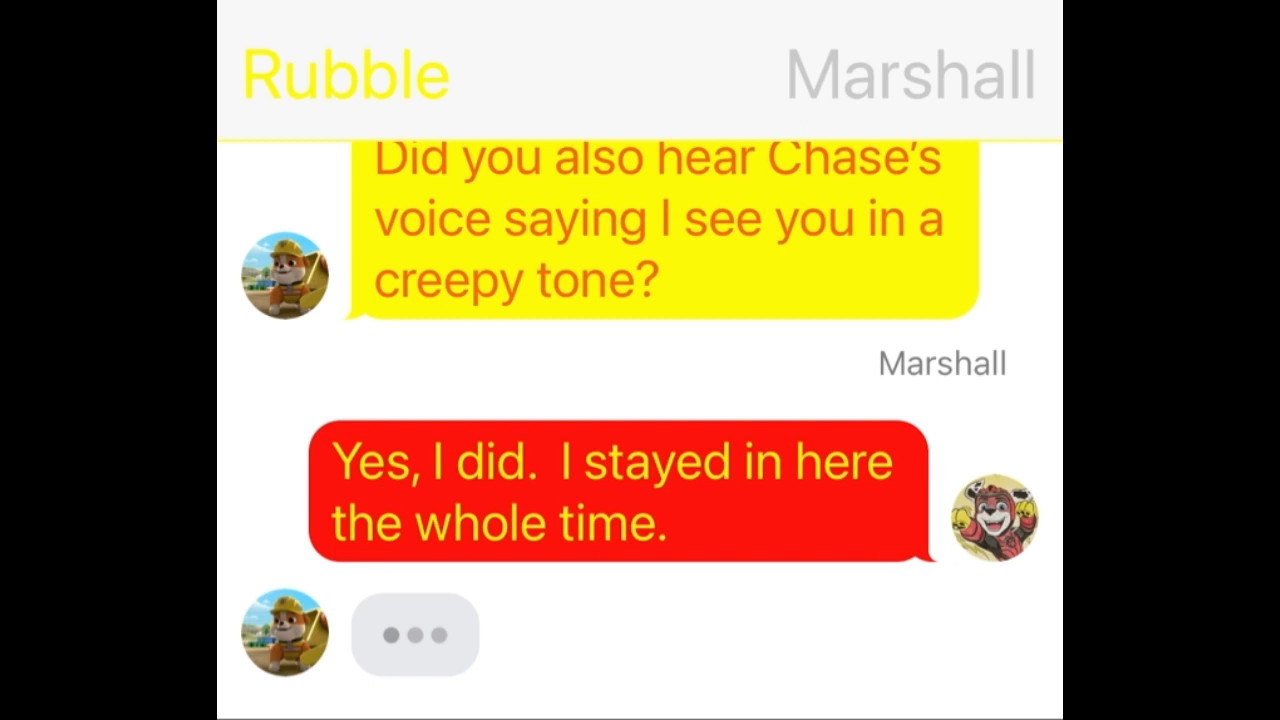 Rubble Marshall
Did you also hear Chase's
voice saying I see you in a
creepy tone?
Marshall
Yes, I did.  I stayed in here
the whole time.